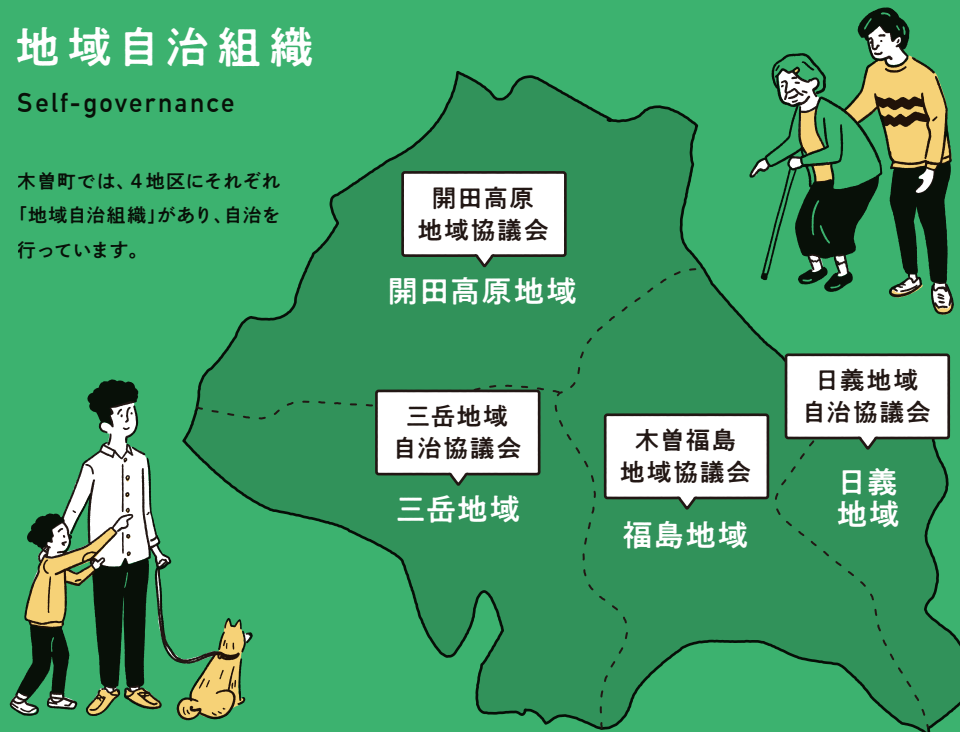 地域自治組織
Self-governance
木曽町では、4地区にそれぞれ
「地域自治組織」があり、自治を
行っています。
開田高原
地域協議会
開田高原地域
三岳地域
自治協議会
三岳地域
木曽福島
地域協議会
福島地域
日義地域
自治協議会
日義
地域